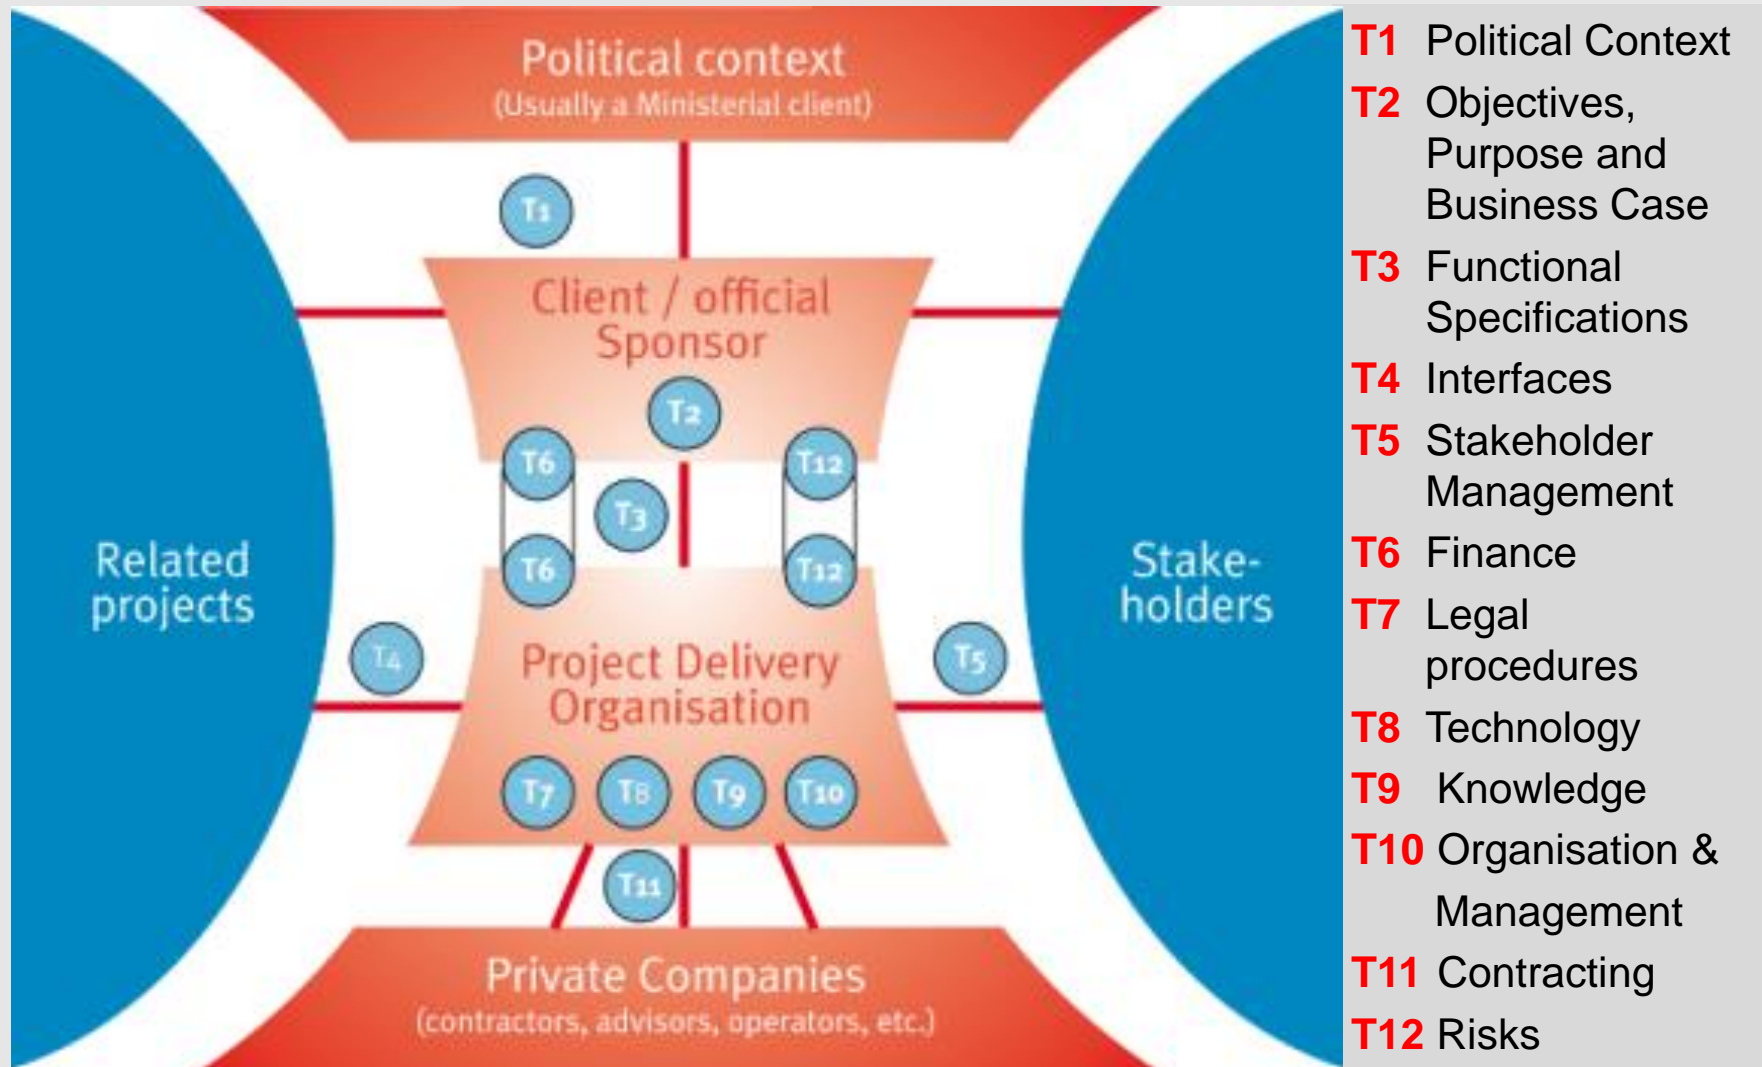 Political context
(Usually a Ministerial client)
T1
Client / official
Sponsor
T2
T6
T12
T3
T6
T12
Related
projects
Stake-
holders
T4
T5
Project Delivery
Organisation
T7
T8
T9
T10
T11
Private Companies
(contractors, advisors, operators, etc.)
T1 Political Context
T2 Objectives,
Purpose and
Business Case
T3 Functional
Specifications
T4 Interfaces
T5 Stakeholder
Management
T6 Finance
T7 Legal
procedures
T8 Technology
T9 Knowledge
T10 Organisation &
Management
T11 Contracting
T12 Risks